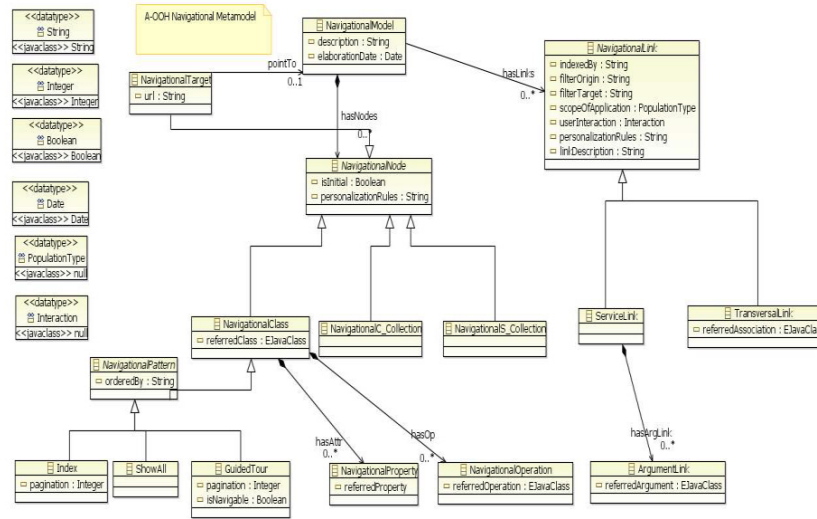 <<datatype>>
String
<<javaclass>> String
<<datatype>>
Integer
<<javaclass>> Integer
<<datatype>>
Boolean
<<javaclass>> Boolean
<<datatype>>
Date
<<javaclass>> Date
<<datatype>>
PopulationType
<<javaclass>> null
<<datatype>>
Interaction
<<javaclass>> null
A-OOH Navigational Metamodel
NavigationalModel
description : String
elaborationDate : Date
NavigationalTarget
url : String
pointTo
0..1
hasLinks
0..*
hasNodes
0..*
NavigationalLink
indexedBy : String
filterOrigin : String
filterTarget : String
scopeOfApplication : PopulationType
userInteraction : Interaction
personalizationRules : String
linkDescription : String
NavigationalNode
isInitial : Boolean
personalizationRules : String
NavigationalClass
referredClass : EJavaClass
NavigationalC_Collection
NavigationalS_Collection
ServiceLink
TransversalLink
referredAssociation : EJavaClass
NavigationalPattern
orderedBy : String
hasAttr
0..*
hasOp
0..*
hasArgLink
0..*
Index
pagination : Integer
ShowAll
GuidedTour
pagination : Integer
isNavigable : Boolean
NavigationalProperty
referredProperty
NavigationalOperation
referredOperation : EJavaClass
ArgumentLink
referredArgument : EJavaClass